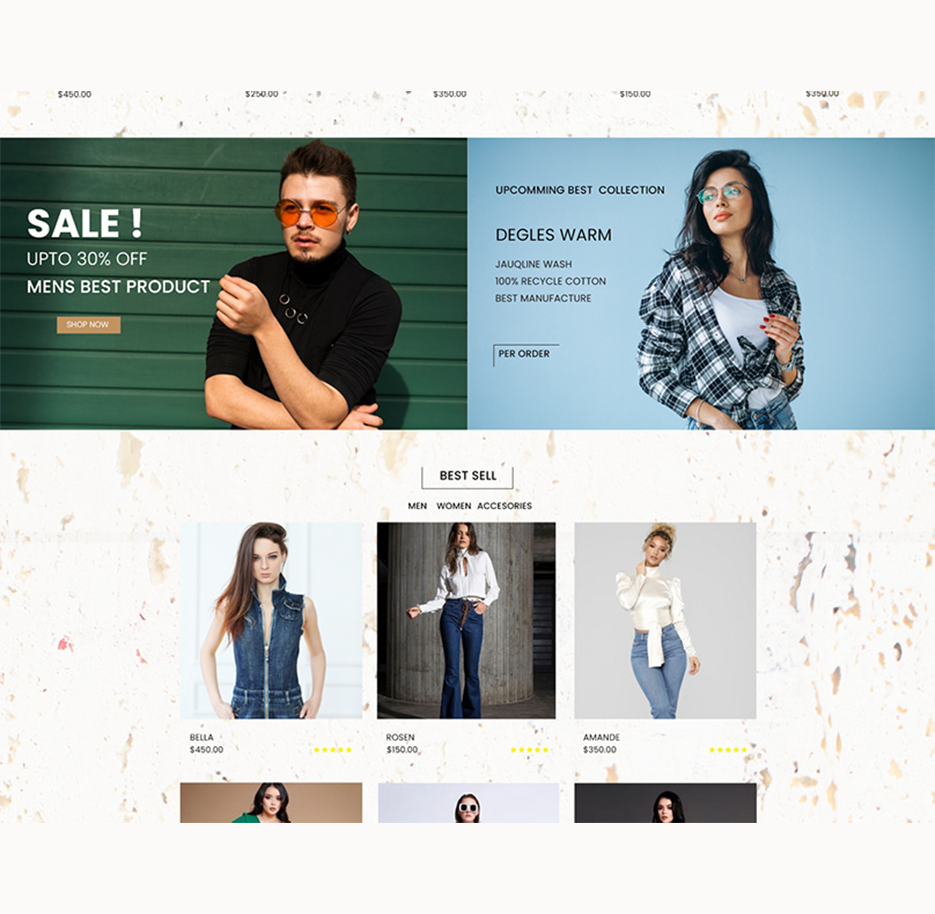 $450.00 $250.00 $350.00 $150.00 $350.00
SALE !
UPTO 30% OFF
MENS BEST PRODUCT
SHOP NOW
UPCOMMING BEST COLLECTION
DEGLES WARM
JAUQLINE WASH
100% RECYCLE COTTON
BEST MANUFACTURE
PER ORDER
BEST SELL
MEN WOMEN ACCESORIES
BELLA
$450.00
ROSEN
$150.00
AMANDE
$350.00